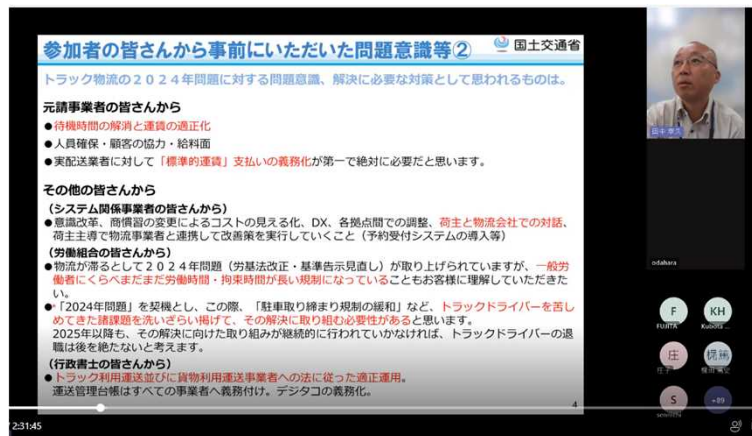 参加者の皆さんから事前にいただいた問題意識等②
国土交通省
トラック物流の2024年問題に対する問題意識、解決に必要な対策として思われるものは。
元請事業者の皆さんから
●待機時間の解消と運賃の適正化
●人員確保・顧客の協力・給料面
●実配送業者に対して「標準的運賃」支払いの義務化が第一で絶対に必要だと思います。
その他の皆さんから
（システム関係事業者の皆さんから）
●意識改革、商慣習の変更によるコストの見える化、DX、各拠点間での調整、荷主と物流会社での対話、
荷主主導で物流事業者と連携して改善策を実行していくこと（予約受付システムの導入等）
（労働組合の皆さんから）
●物流が滞るとして2024年問題（労基法改正・基準告示見直し）が取り上げられていますが、一般労
働者にくらべまだまだ労働時間・拘束時間が長い規制になっていることもお客様に理解していただきた
い。
●「2024年問題」を契機とし、この際、「駐車取り締まり規制の緩和」など、トラックドライバーを苦し
めてきた諸課題を洗いざらい掲げて、その解決に取り組む必要性があると思います。
2025年以降も、その解決に向けた取り組みが継続的に行われていかなければ、トラックドライバーの退
職は後を絶たないと考えます。
（行政書士の皆さんから）
●トラック利用運送並びに貨物利用運送事業者への法に従った適正運用。
運送管理台帳はすべての事業者へ義務付け。デジタコの義務化。
4
2:31:45
田中 章久
odahara
F
KH
FUJITA
Kubota ...
庄
S
+39